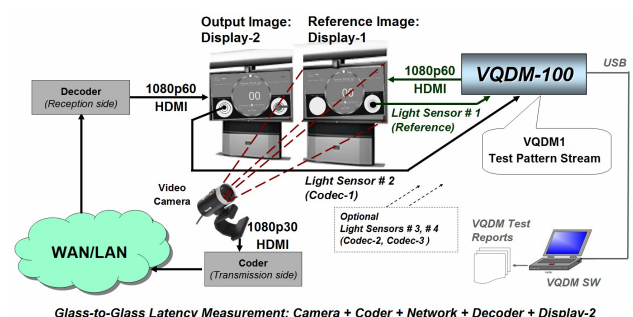 Output Image:
Display-2
Reference Image:
Display-1
Decoder
(Reception side)
1080p60
HDMI
00
00
1080p60
HDMI
VQDM-100
USB
Light Sensor # 1
(Reference)
VQDM1
Test Pattern Stream
Light Sensor # 2
(Codec-1)
Video
Camera
1080p30
HDMI
Optional
Light Sensors # 3, # 4
(Codec-2, Codec-3 )
WAN/LAN
Coder
(Transmission side)
VQDM Test
Reports
VQDM SW
Glass-to-Glass Latency Measurement: Camera + Coder + Network + Decoder + Display-2